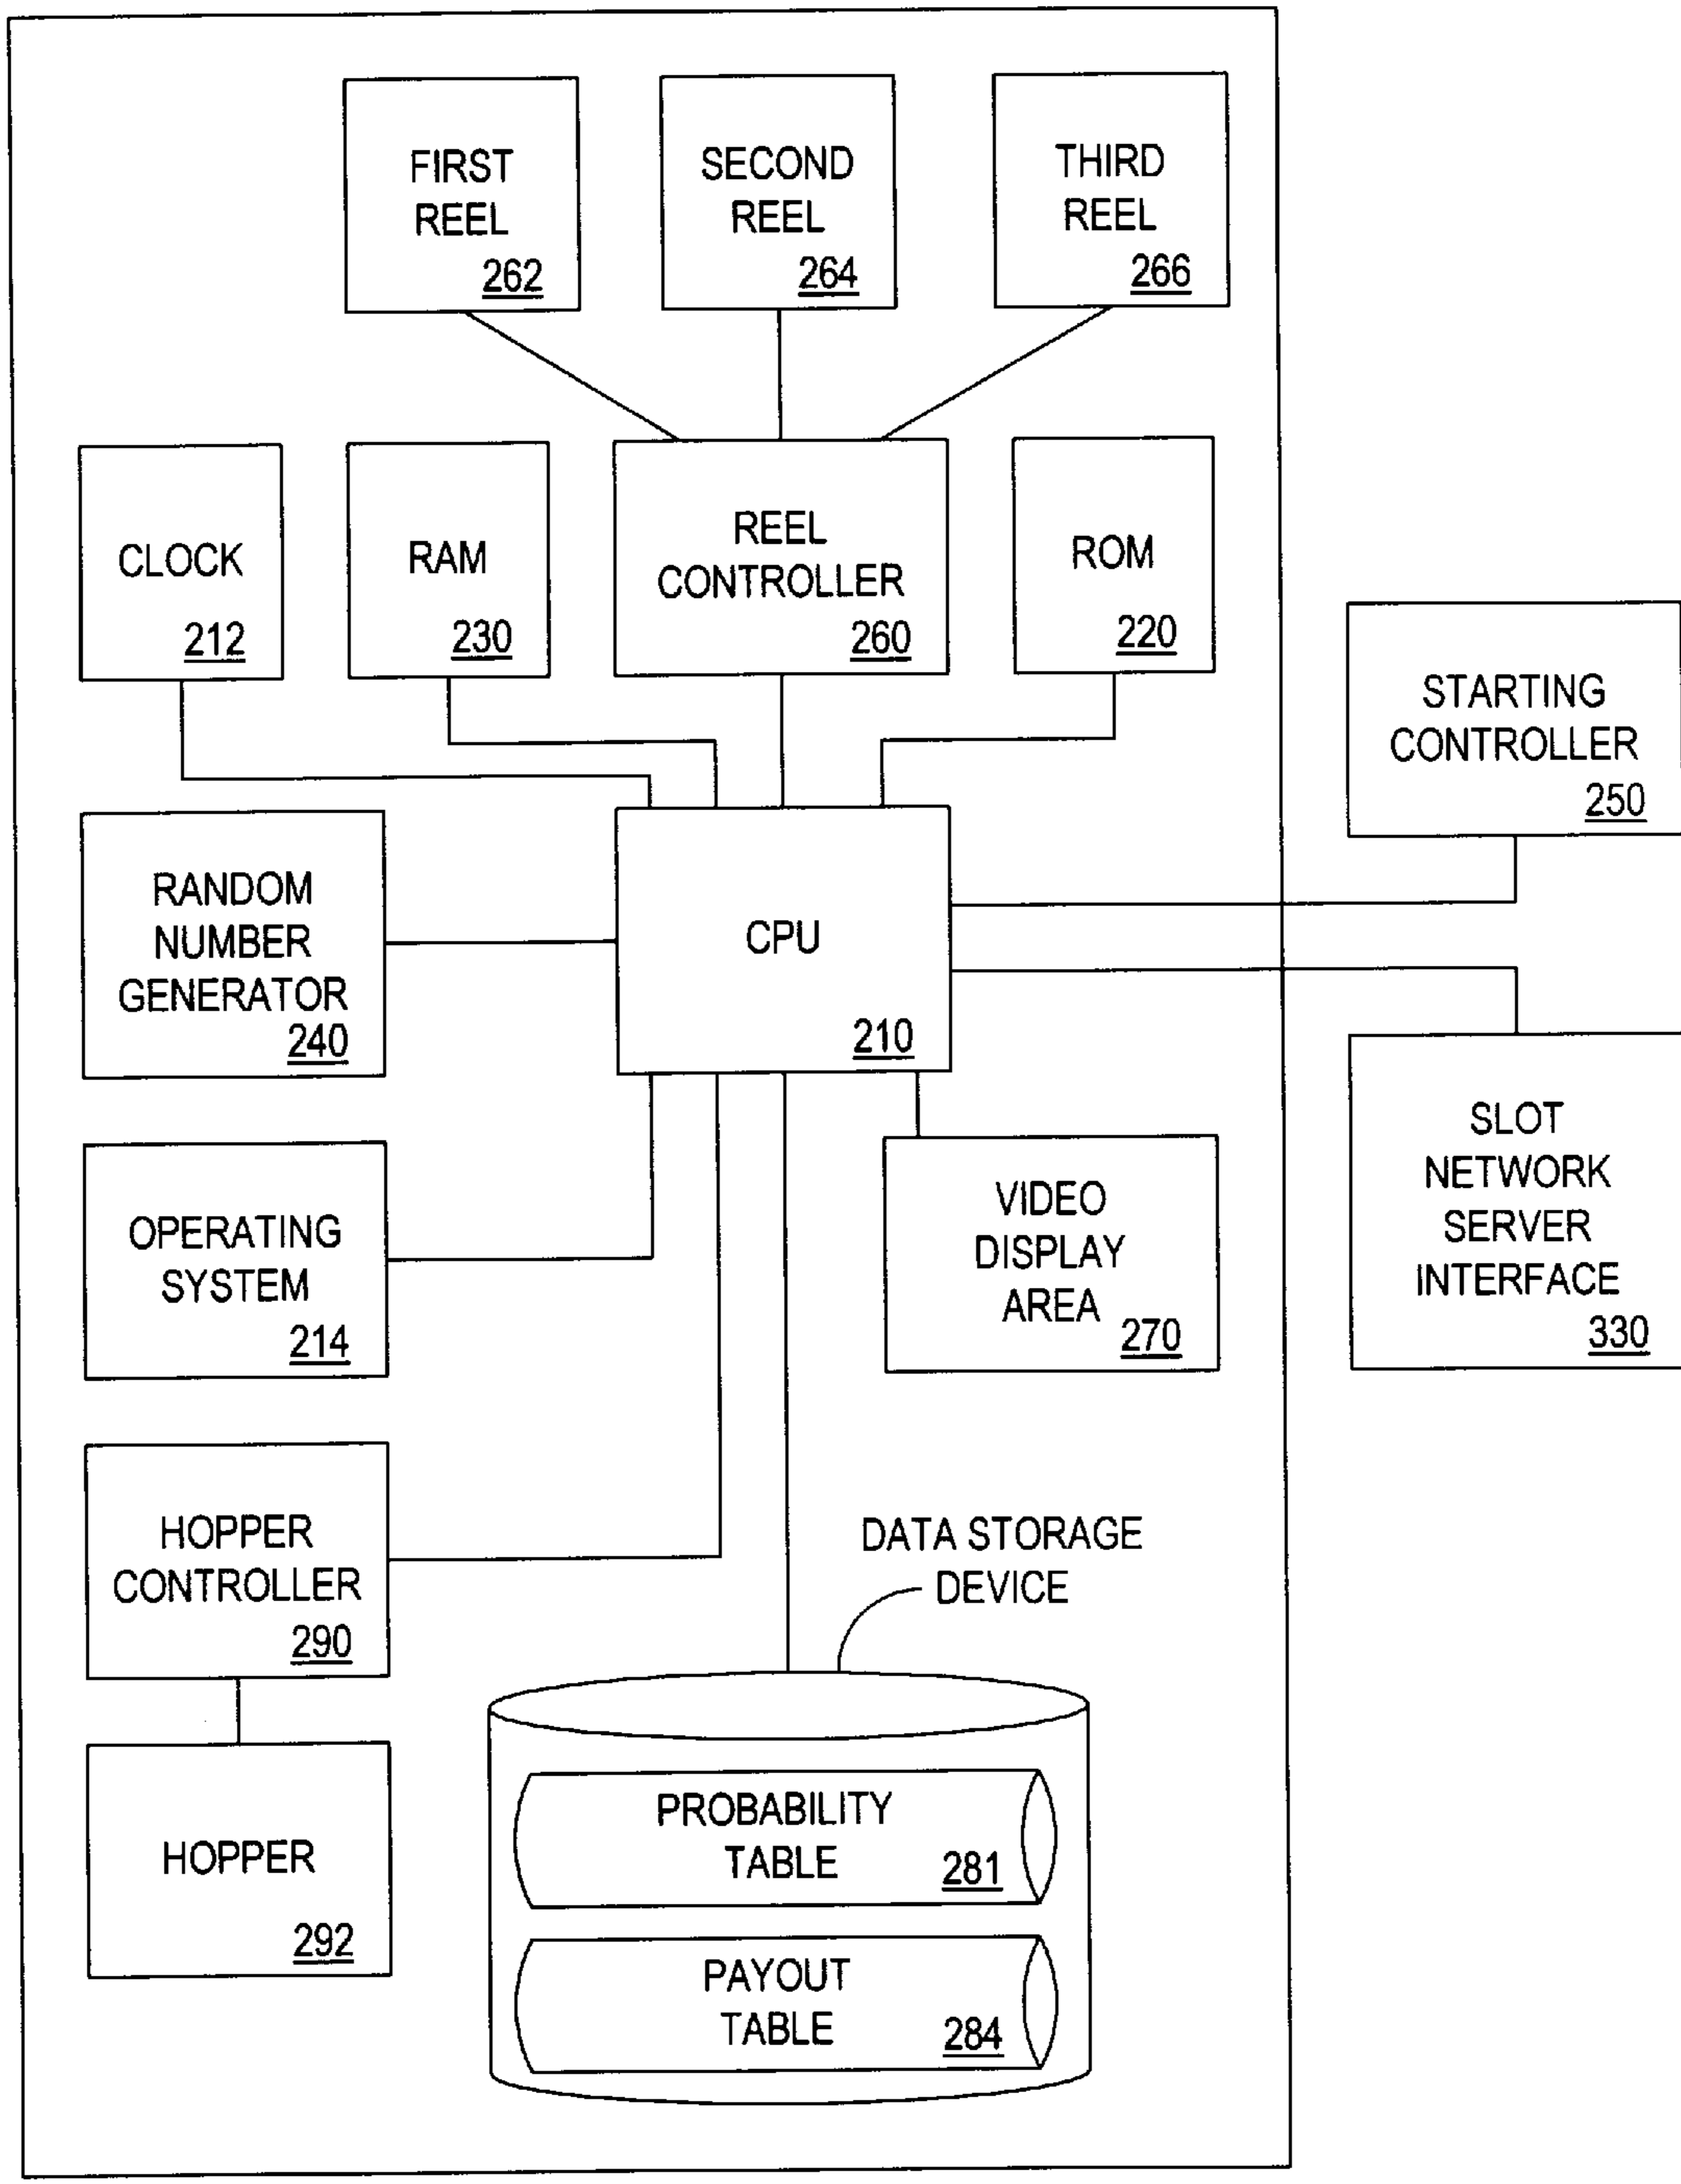 FIRST
REEL
262
SECOND
REEL
264
THIRD
REEL
266
CLOCK
212
RAM
230
REEL
CONTROLLER
260
ROM
220
STARTING
CONTROLLER
250
RANDOM
NUMBER
GENERATOR
240
CPU
210
SLOT
NETWORK
SERVER
INTERFACE
330
OPERATING
SYSTEM
214
VIDEO
DISPLAY
AREA
270
HOPPER
CONTROLLER
290
DATA STORAGE
DEVICE
HOPPER
292
PROBABILITY
TABLE
281
PAYOUT
TABLE
284